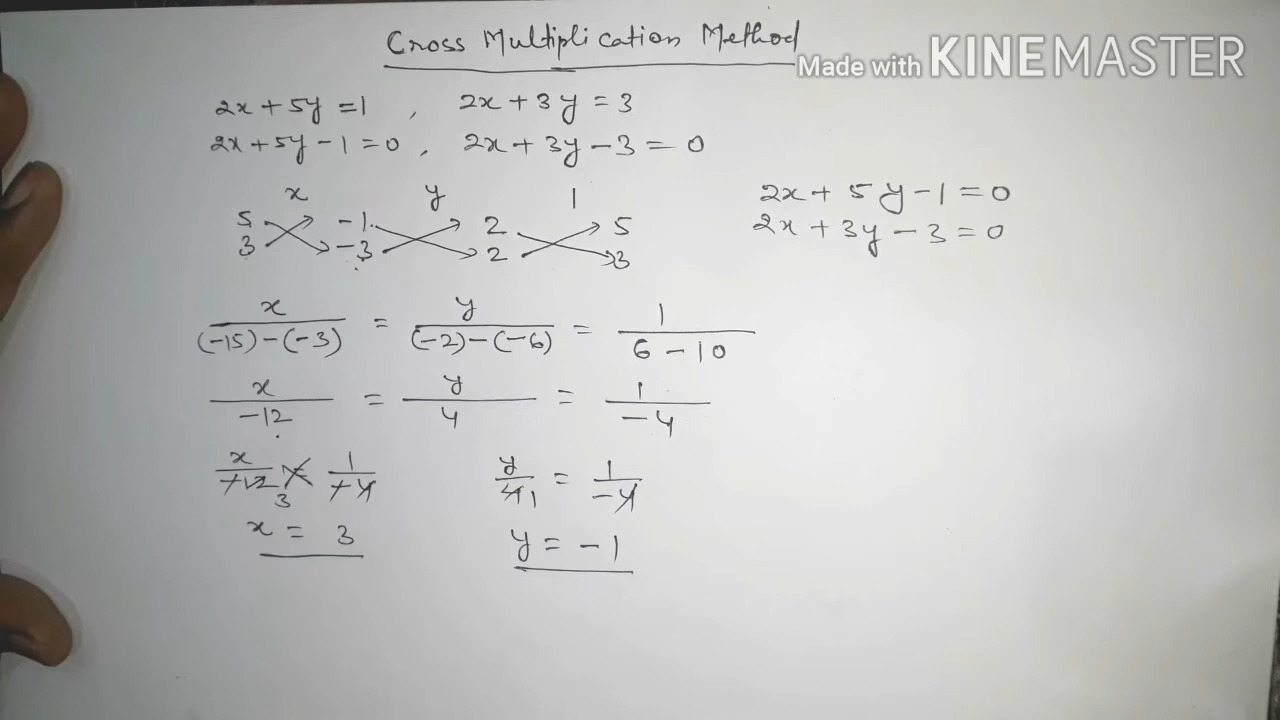 Cross Multiplication Method
Made with KINEMASTER
2x + 5y = 1 , 2x + 3y = 3
2x + 5y - 1 = 0 , 2x + 3y - 3 = 0
x y 1
5 -1 2 5
3 -3 2 3
2x + 5y - 1 = 0
2x + 3y - 3 = 0
x/((-15)-(-3)) = y/((-2)-(-6)) = 1/(6-10)
x/-12 = y/4 = 1/-4
x/-12 = 1/-4 3 y/4 1 = 1/-4
x = 3 y = -1